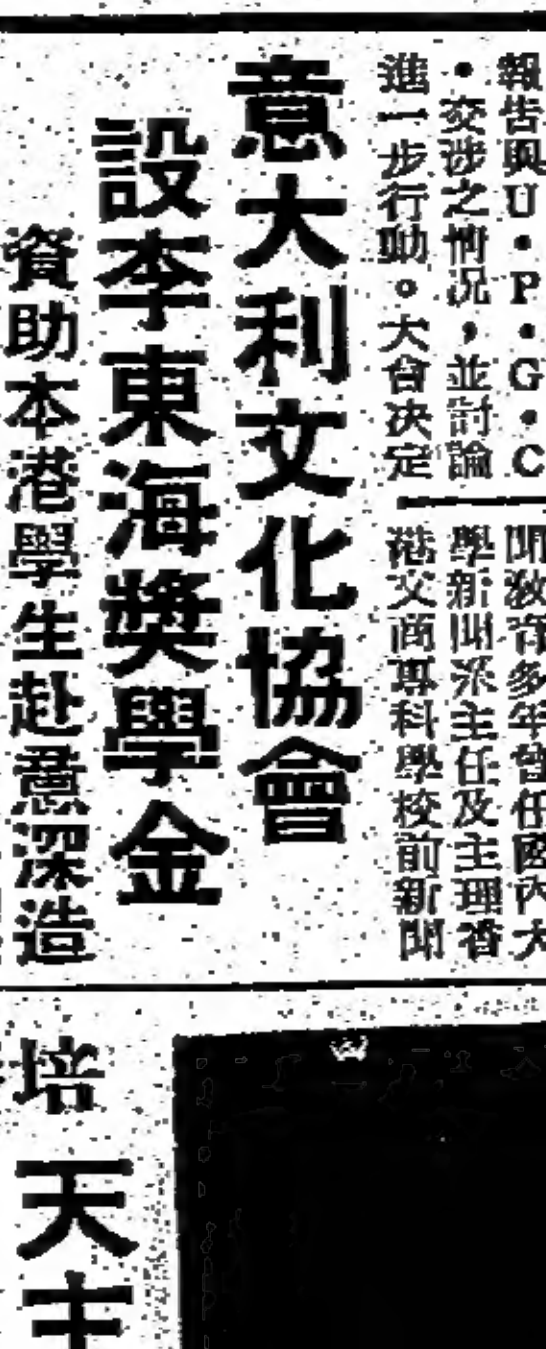 報告與U•P•G•C
•交涉之情况，並討論
進一步行動。大會决定
聞教育多年曾任國內大
學新聞系主任及主理香
港文商專科學校前新聞
意大利文化協會
設李東海獎學金
資助本港學生赴意深造
培
天主